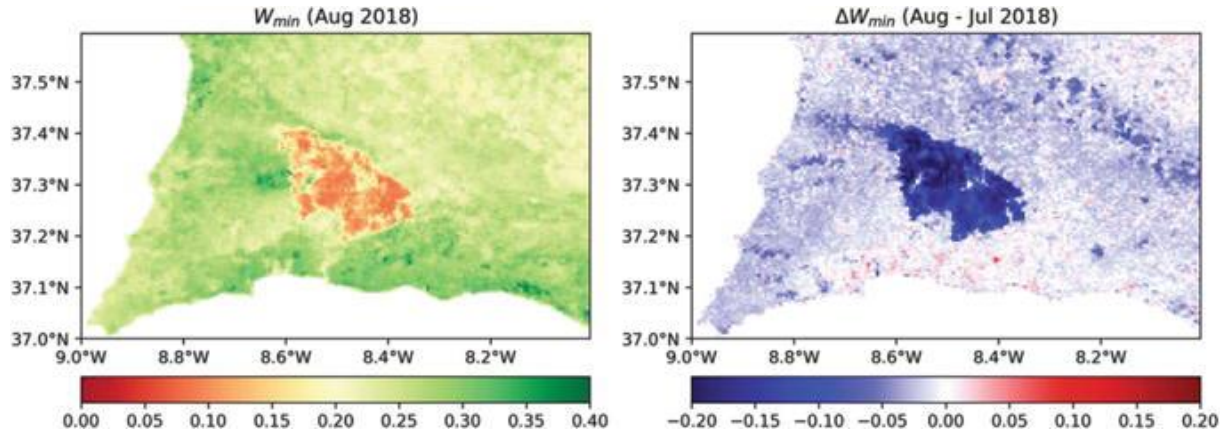 W_min (Aug 2018)
37.5°N
37.4°N
37.3°N
37.2°N
37.1°N
37.0°N
9.0°W 8.8°W 8.6°W 8.4°W 8.2°W
0.00 0.05 0.10 0.15 0.20 0.25 0.30 0.35 0.40
ΔW_min (Aug - Jul 2018)
37.5°N
37.4°N
37.3°N
37.2°N
37.1°N
37.0°N
9.0°W 8.8°W 8.6°W 8.4°W 8.2°W
−0.20 −0.15 −0.10 −0.05 0.00 0.05 0.10 0.15 0.20